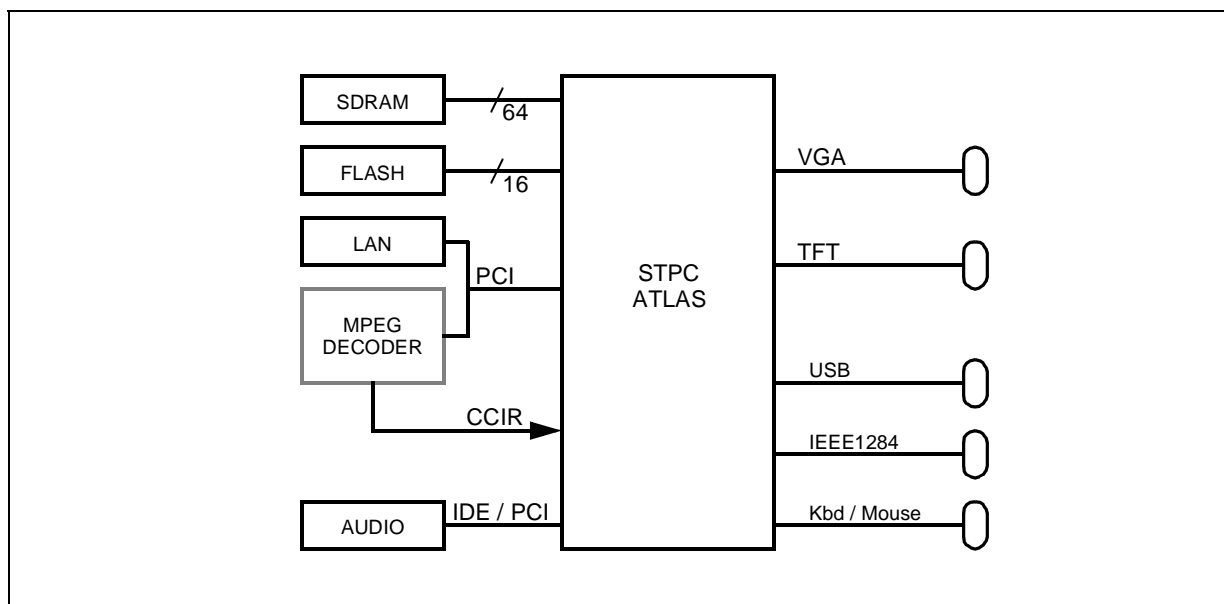 SDRAM
64
FLASH
16
LAN
PCI
MPEG
DECODER
CCIR
AUDIO
IDE / PCI
STPC
ATLAS
VGA
TFT
USB
IEEE1284
Kbd / Mouse